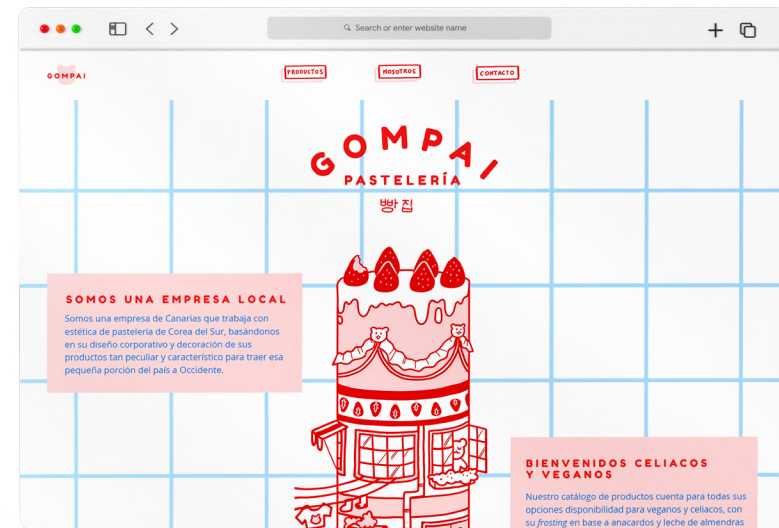 Search or enter website name
GOMPAI
PRODUCTOS
NOSOTROS
CONTACTO
GOMPAI
PASTELERÍA
빵집
SOMOS UNA EMPRESA LOCAL
Somos una empresa de Canarias que trabaja con
estética de pastelería de Corea del Sur, basándonos
en su diseño corporativo y decoración de sus
productos tan peculiar y característico para traer esa
pequeña porción del país a Occidente.
BIENVENIDOS CELIACOS
Y VEGANOS
Nuestro catálogo de productos cuenta para todas sus
opciones disponibilidad para veganos y celiacos, con
su frosting en base a anacardos y leche de almendras